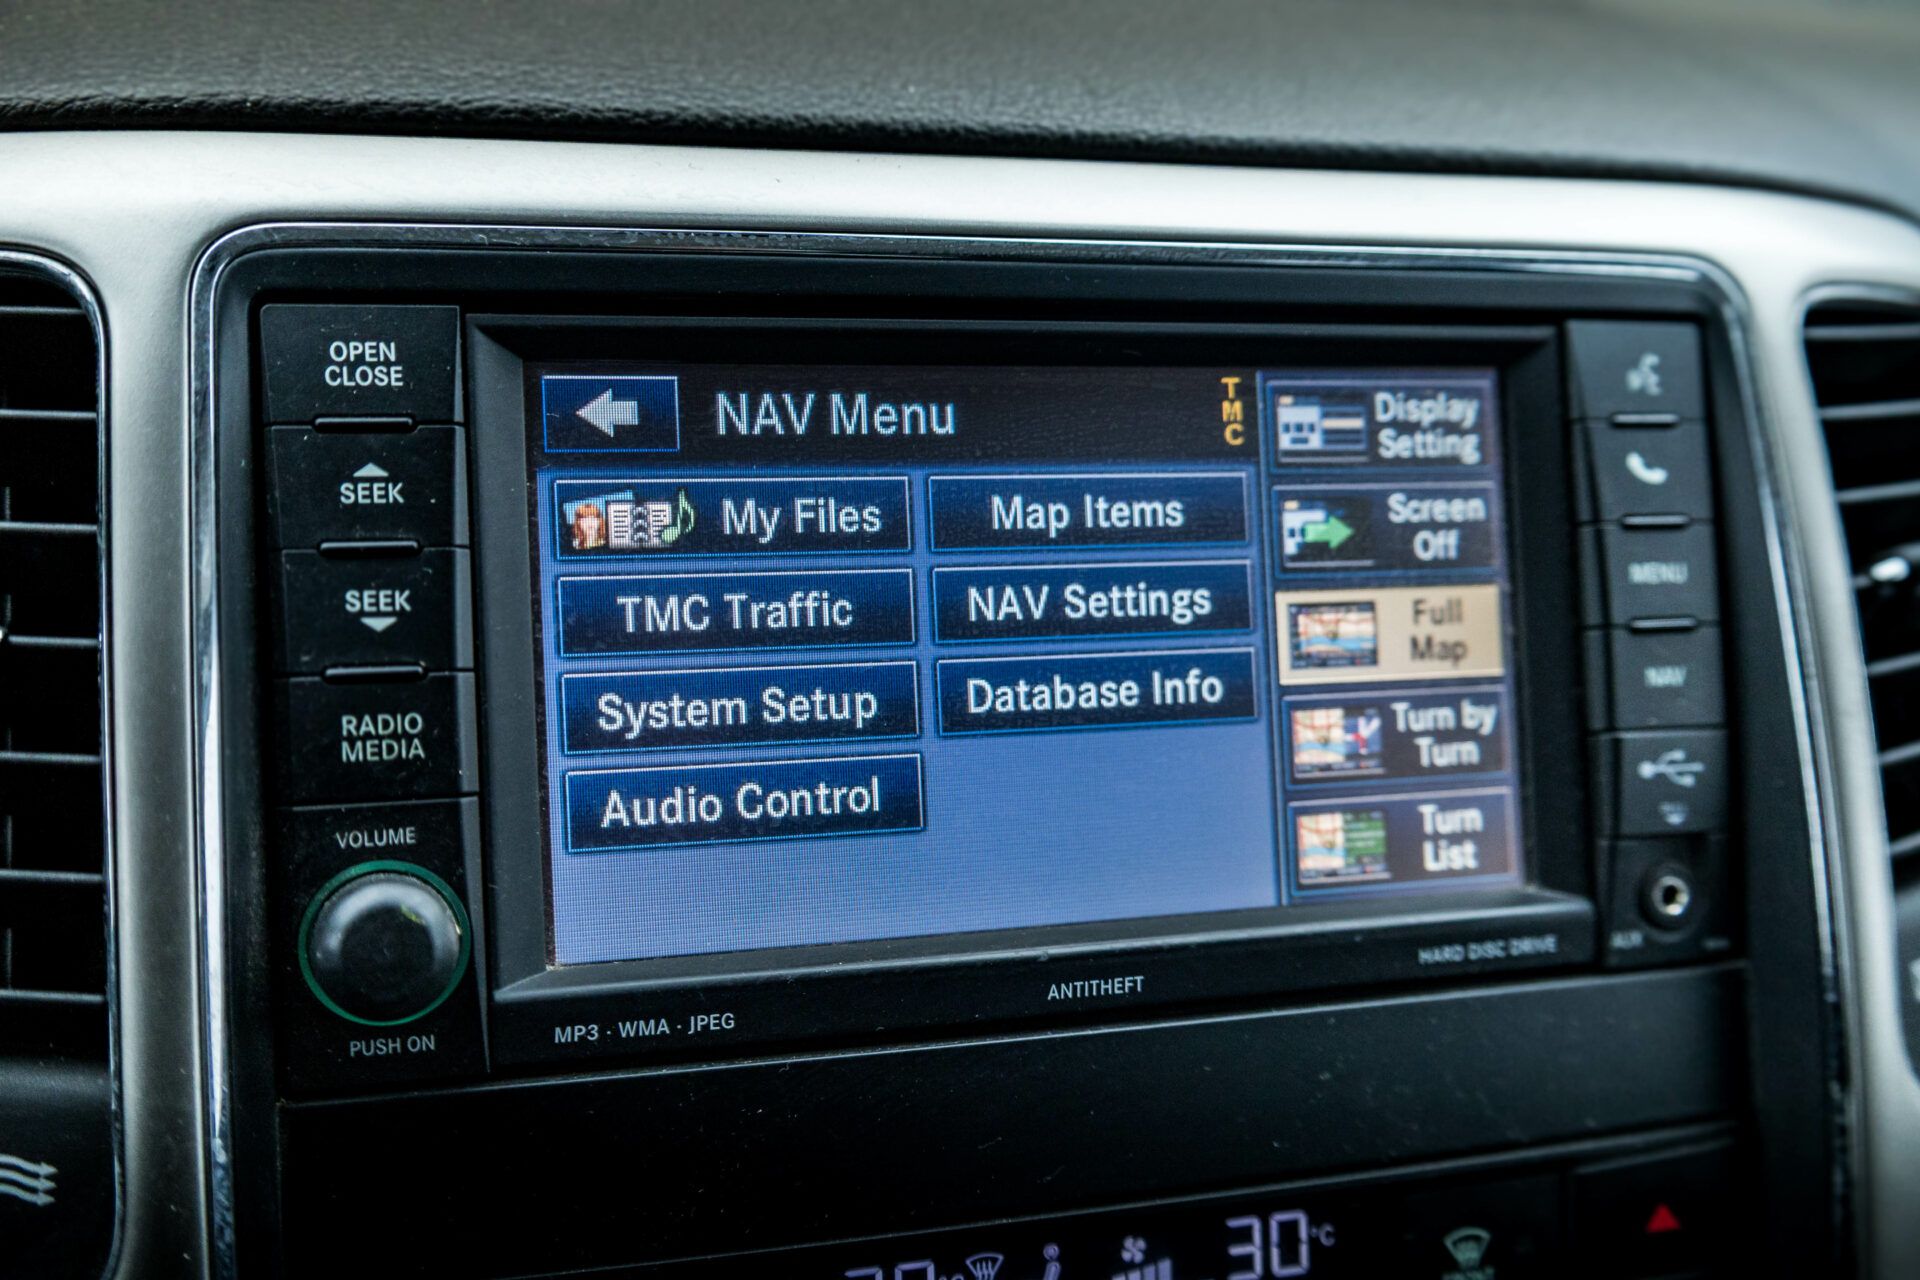 OPEN
CLOSE
SEEK
SEEK
RADIO
MEDIA
VOLUME
PUSH ON
NAV Menu
TMC
My Files
Map Items
TMC Traffic
NAV Settings
System Setup
Database Info
Audio Control
Display
Setting
Screen
Off
Full
Map
Turn by
Turn
Turn
List
MENU
NAV
AUX
MP3 · WMA · JPEG
ANTITHEFT
HARD DISC DRIVE
30°C